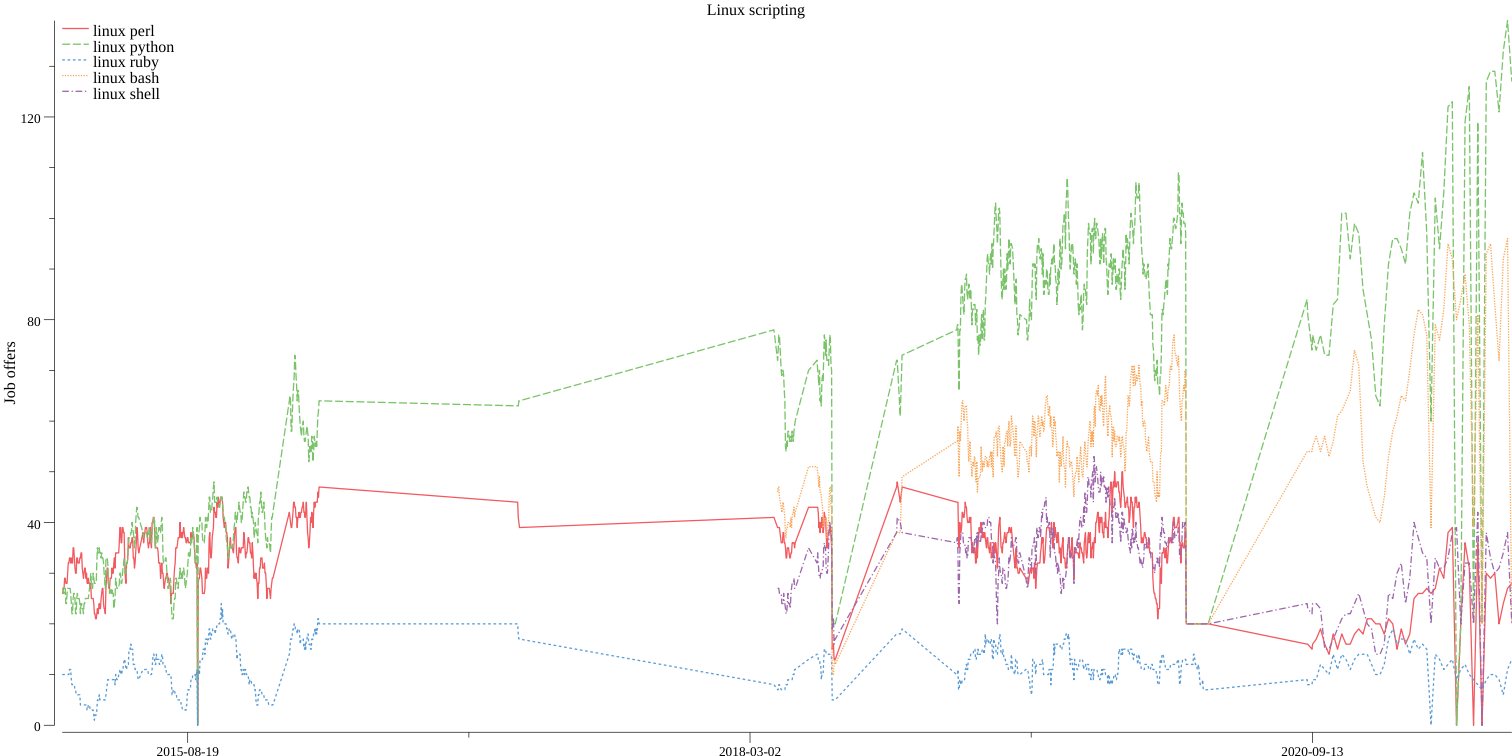 Linux scripting
linux perl
linux python
linux ruby
linux bash
linux shell
Job offers
120
80
40
0
2015-08-19
2018-03-02
2020-09-13